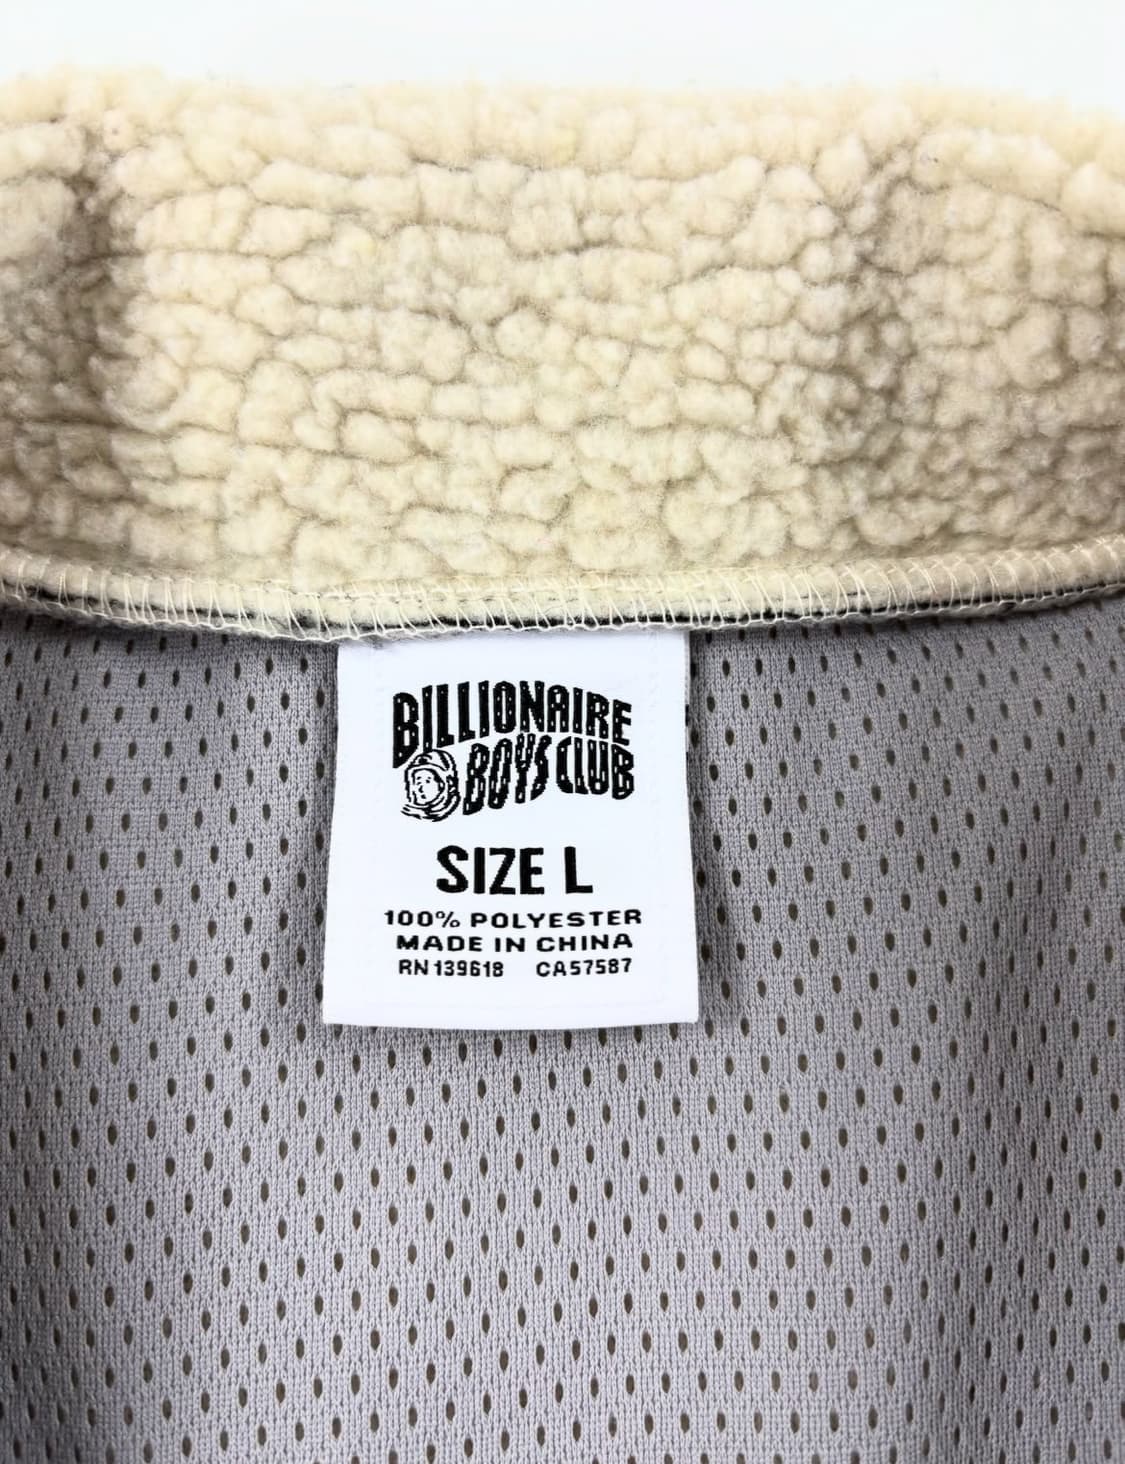 BILLIONAIRE
BOYS CLUB
SIZE L
100% POLYESTER
MADE IN CHINA
RN 139618 CA57587